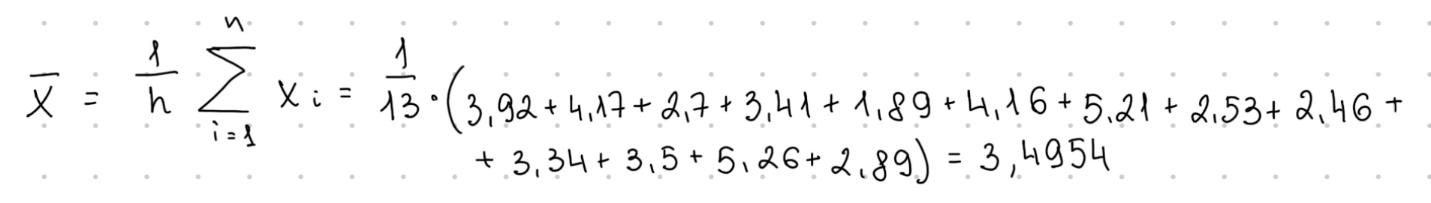 x̄ = 1/n ∑_{i=1}^{n} x_i = 1/13 · (3,92 + 4,17 + 2,7 + 3,41 + 1,89 + 4,16 + 5,21 + 2,53 + 2,46 +
+ 3,34 + 3,5 + 5,26 + 2,89) = 3,4954